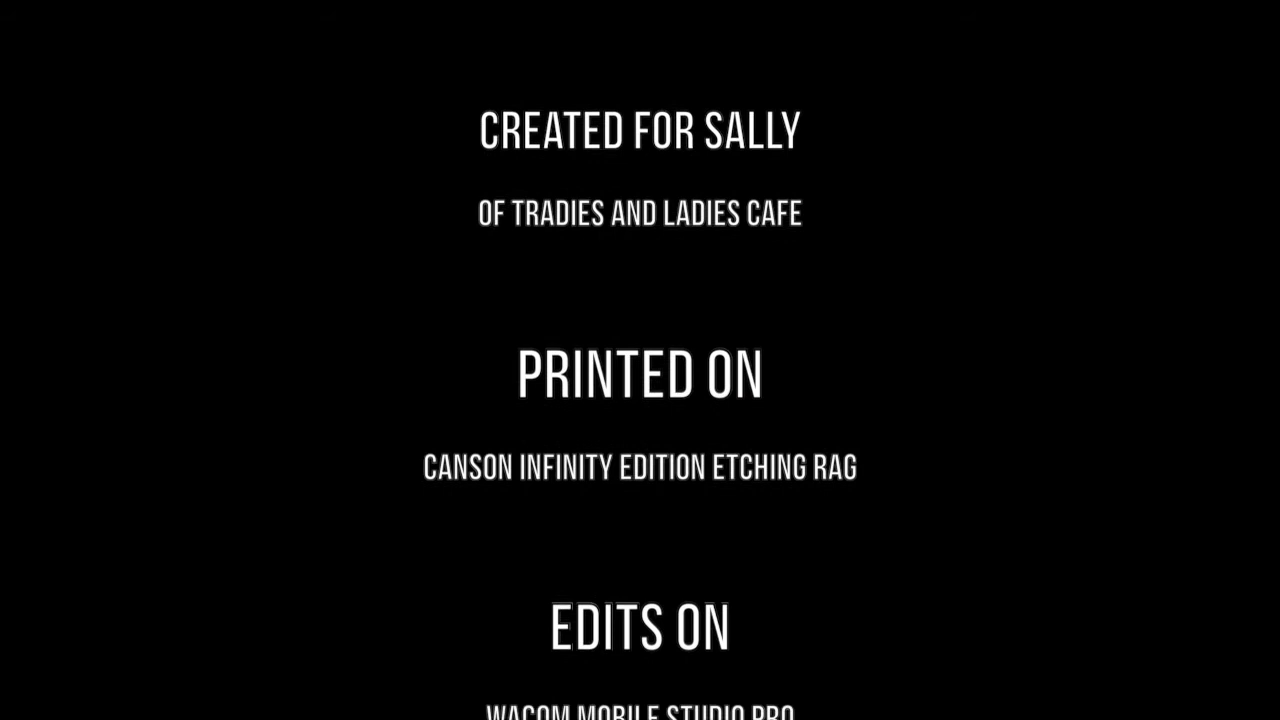 CREATED FOR SALLY
OF TRADIES AND LADIES CAFE
PRINTED ON
CANSON INFINITY EDITION ETCHING RAG
EDITS ON
WACOM MOBILE STUDIO PRO